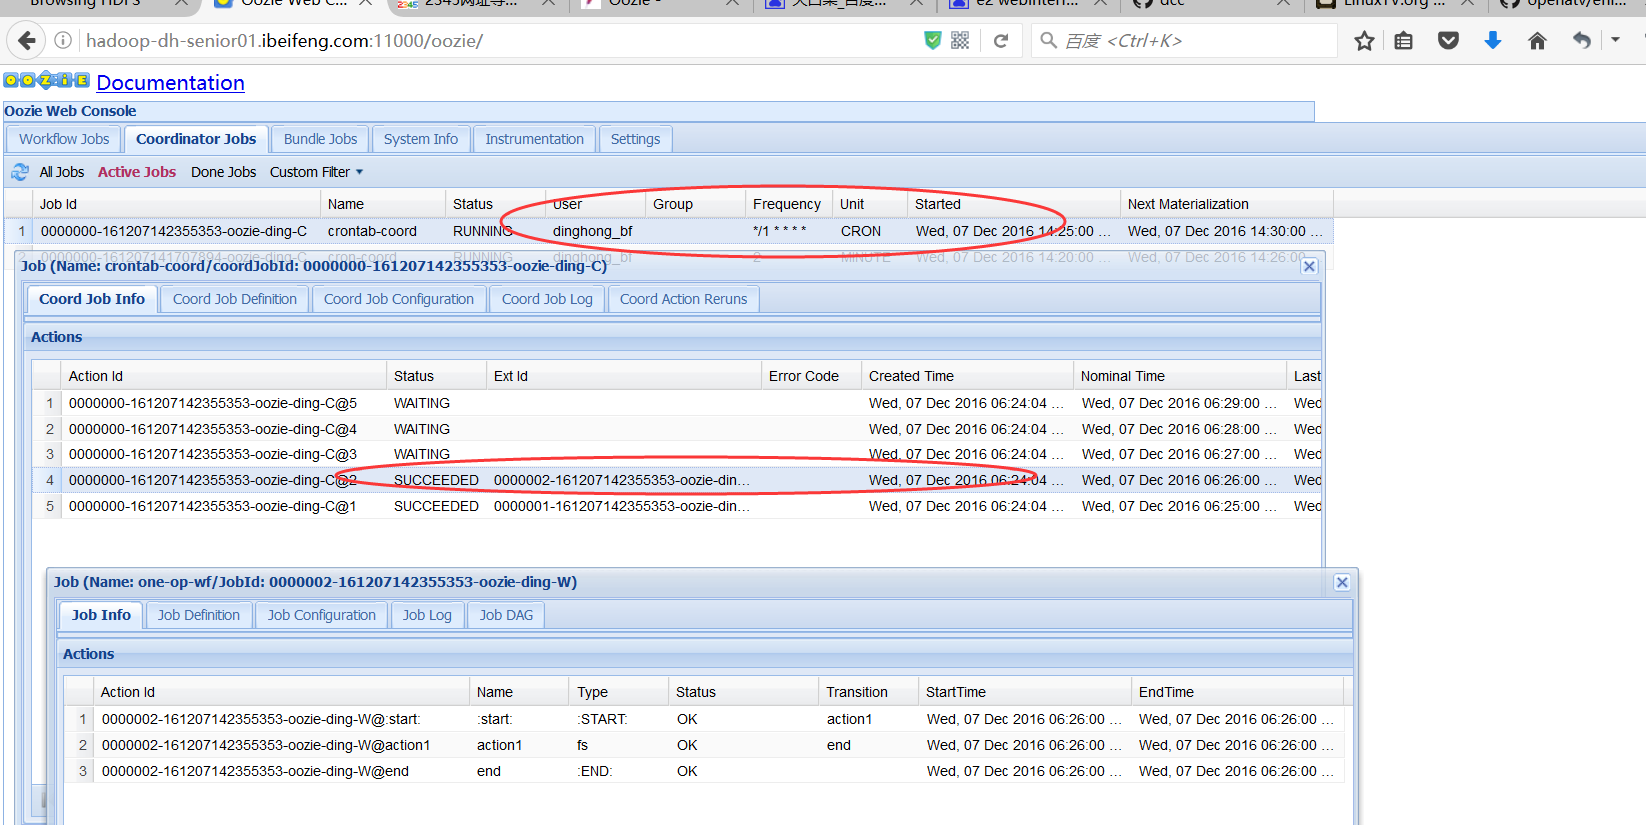 Browsing HDFS
Oozie Web C...
2345网址导...
Oozie -
e2 webinterf...
dcc
LinuxTV.org ...
openatv/eni...
hadoop-dh-senior01.ibeifeng.com:11000/oozie/
百度 <Ctrl+K>
OOZIE Documentation
Oozie Web Console
Workflow Jobs Coordinator Jobs Bundle Jobs System Info Instrumentation Settings
All Jobs Active Jobs Done Jobs Custom Filter
Job Id Name Status User Group Frequency Unit Started Next Materialization
1 0000000-161207142355353-oozie-ding-C crontab-coord RUNNING dinghong_bf */1 * * * * CRON Wed, 07 Dec 2016 14:25:00 ... Wed, 07 Dec 2016 14:30:00 ...
2 0000000-161207141707894-oozie-ding-C cron-coord RUNNING dinghong_bf 2 MINUTE Wed, 07 Dec 2016 14:20:00 ... Wed, 07 Dec 2016 14:26:00 ...
Job (Name: crontab-coord/coordJobId: 0000000-161207142355353-oozie-ding-C)
Coord Job Info Coord Job Definition Coord Job Configuration Coord Job Log Coord Action Reruns
Actions
Action Id Status Ext Id Error Code Created Time Nominal Time Last
1 0000000-161207142355353-oozie-ding-C@5 WAITING Wed, 07 Dec 2016 06:24:04 ... Wed, 07 Dec 2016 06:29:00 ... Wed
2 0000000-161207142355353-oozie-ding-C@4 WAITING Wed, 07 Dec 2016 06:24:04 ... Wed, 07 Dec 2016 06:28:00 ... Wed
3 0000000-161207142355353-oozie-ding-C@3 WAITING Wed, 07 Dec 2016 06:24:04 ... Wed, 07 Dec 2016 06:27:00 ... Wed
4 0000000-161207142355353-oozie-ding-C@2 SUCCEEDED 0000002-161207142355353-oozie-din... Wed, 07 Dec 2016 06:24:04 ... Wed, 07 Dec 2016 06:26:00 ... Wed
5 0000000-161207142355353-oozie-ding-C@1 SUCCEEDED 0000001-161207142355353-oozie-din... Wed, 07 Dec 2016 06:24:04 ... Wed, 07 Dec 2016 06:25:00 ... Wed
Job (Name: one-op-wf/JobId: 0000002-161207142355353-oozie-ding-W)
Job Info Job Definition Job Configuration Job Log Job DAG
Actions
Action Id Name Type Status Transition StartTime EndTime
1 0000002-161207142355353-oozie-ding-W@:start: :start: :START: OK action1 Wed, 07 Dec 2016 06:26:00 ... Wed, 07 Dec 2016 06:26:00 ...
2 0000002-161207142355353-oozie-ding-W@action1 action1 fs OK end Wed, 07 Dec 2016 06:26:00 ... Wed, 07 Dec 2016 06:26:00 ...
3 0000002-161207142355353-oozie-ding-W@end end :END: OK Wed, 07 Dec 2016 06:26:00 ... Wed, 07 Dec 2016 06:26:00 ...